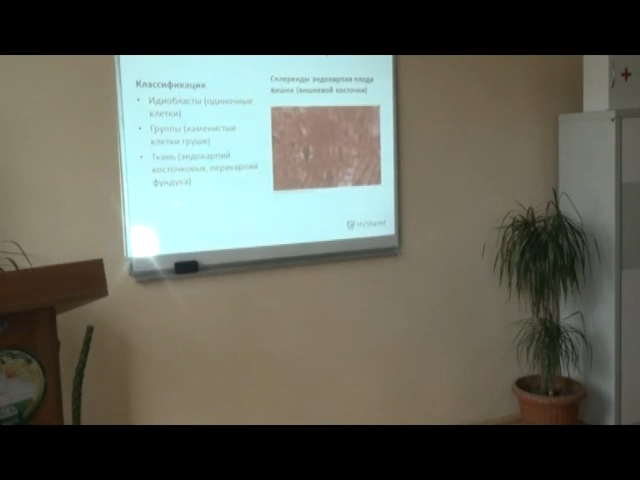 Классификация
• Идиобласты (одиночные
клетки)
• Группы (каменистые
клетки груши)
• Ткань (эндокарпий
косточковых, перикарпий
фундука)
Склереиды эндокарпия плода
вишни (вишневой косточки)
MyShared